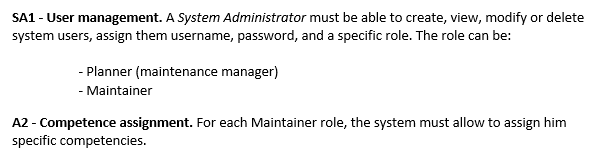 SA1 - User management. A System Administrator must be able to create, view, modify or delete
system users, assign them username, password, and a specific role. The role can be:
- Planner (maintenance manager)
- Maintainer
A2 - Competence assignment. For each Maintainer role, the system must allow to assign him
specific competencies.